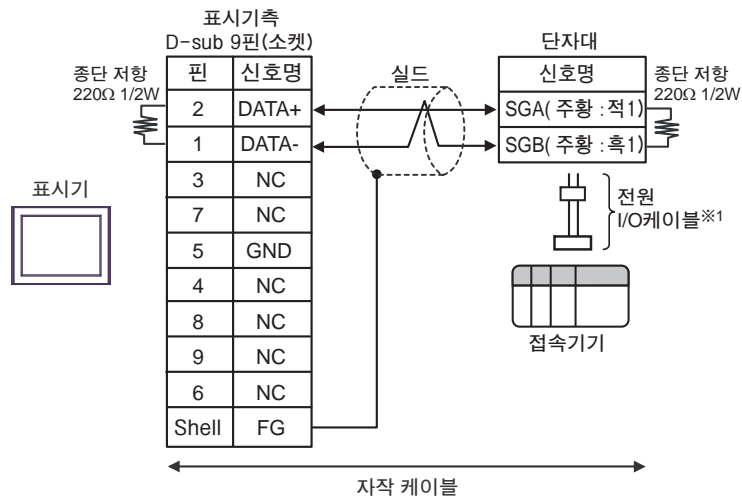 표시기측
D-sub 9핀(소켓)
단자대
종단 저항
220Ω 1/2W
핀 신호명
실드
신호명
종단 저항
220Ω 1/2W
2 DATA+
SGA( 주황 :적1)
1 DATA-
SGB( 주황 :흑1)
3 NC
표시기
7 NC
전원
I/O케이블※1
5 GND
4 NC
8 NC
접속기기
9 NC
6 NC
Shell FG
자작 케이블